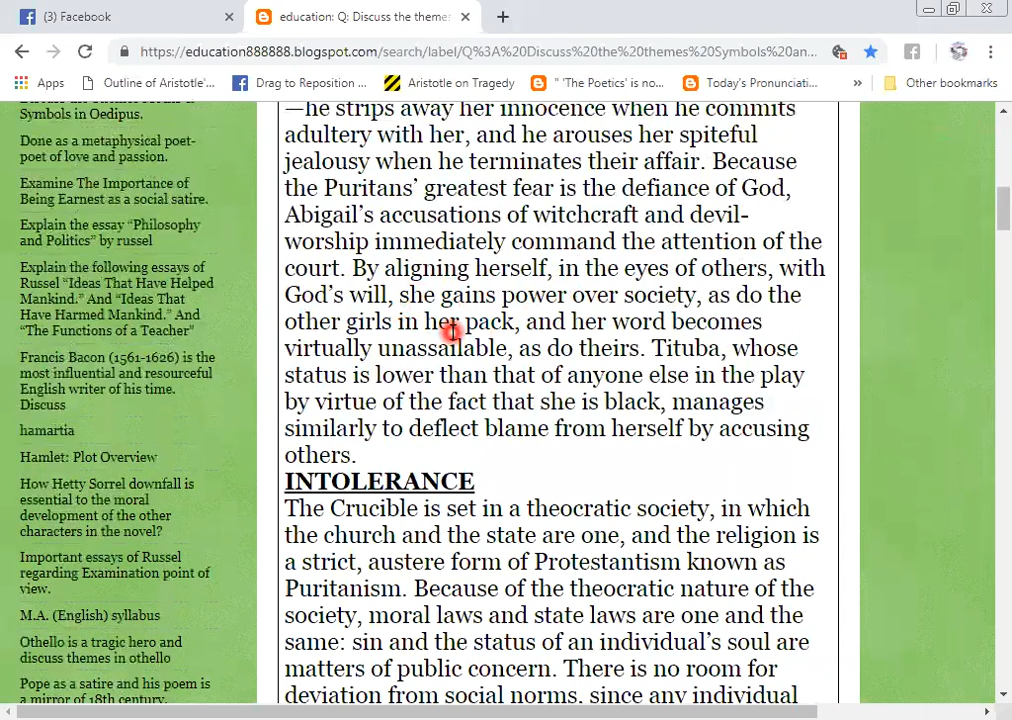 (3) Facebook
education: Q: Discuss the theme:
https://education888888.blogspot.com/search/label/Q%3A%20Discuss%20the%20themes%20Symbols%20an...
Apps
Outline of Aristotle'...
Drag to Reposition ...
Aristotle on Tragedy
" 'The Poetics' is no...
Today's Pronunciati...
»
Other bookmarks
Symbols in Oedipus.
Done as a metaphysical poet-
poet of love and passion.
Examine The Importance of
Being Earnest as a social satire.
Explain the essay “Philosophy
and Politics” by russel
Explain the following essays of
Russel “Ideas That Have Helped
Mankind.” And “Ideas That
Have Harmed Mankind.” And
“The Functions of a Teacher”
Francis Bacon (1561-1626) is the
most influential and resourceful
English writer of his time.
Discuss
hamartia
Hamlet: Plot Overview
How Hetty Sorrel downfall is
essential to the moral
development of the other
characters in the novel?
Important essays of Russel
regarding Examination point of
view.
M.A. (English) syllabus
Othello is a tragic hero and
discuss themes in othello
Pope as a satire and his poem is
a mirror of 18th century.
—he strips away her innocence when he commits
adultery with her, and he arouses her spiteful
jealousy when he terminates their affair. Because
the Puritans’ greatest fear is the defiance of God,
Abigail’s accusations of witchcraft and devil-
worship immediately command the attention of the
court. By aligning herself, in the eyes of others, with
God’s will, she gains power over society, as do the
other girls in her pack, and her word becomes
virtually unassailable, as do theirs. Tituba, whose
status is lower than that of anyone else in the play
by virtue of the fact that she is black, manages
similarly to deflect blame from herself by accusing
others.
INTOLERANCE
The Crucible is set in a theocratic society, in which
the church and the state are one, and the religion is
a strict, austere form of Protestantism known as
Puritanism. Because of the theocratic nature of the
society, moral laws and state laws are one and the
same: sin and the status of an individual’s soul are
matters of public concern. There is no room for
deviation from social norms, since any individual